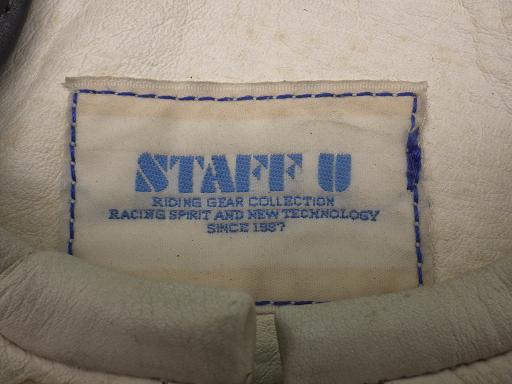 STAFF U
RIDING GEAR COLLECTION
RACING SPIRIT AND NEW TECHNOLOGY
SINCE 1987